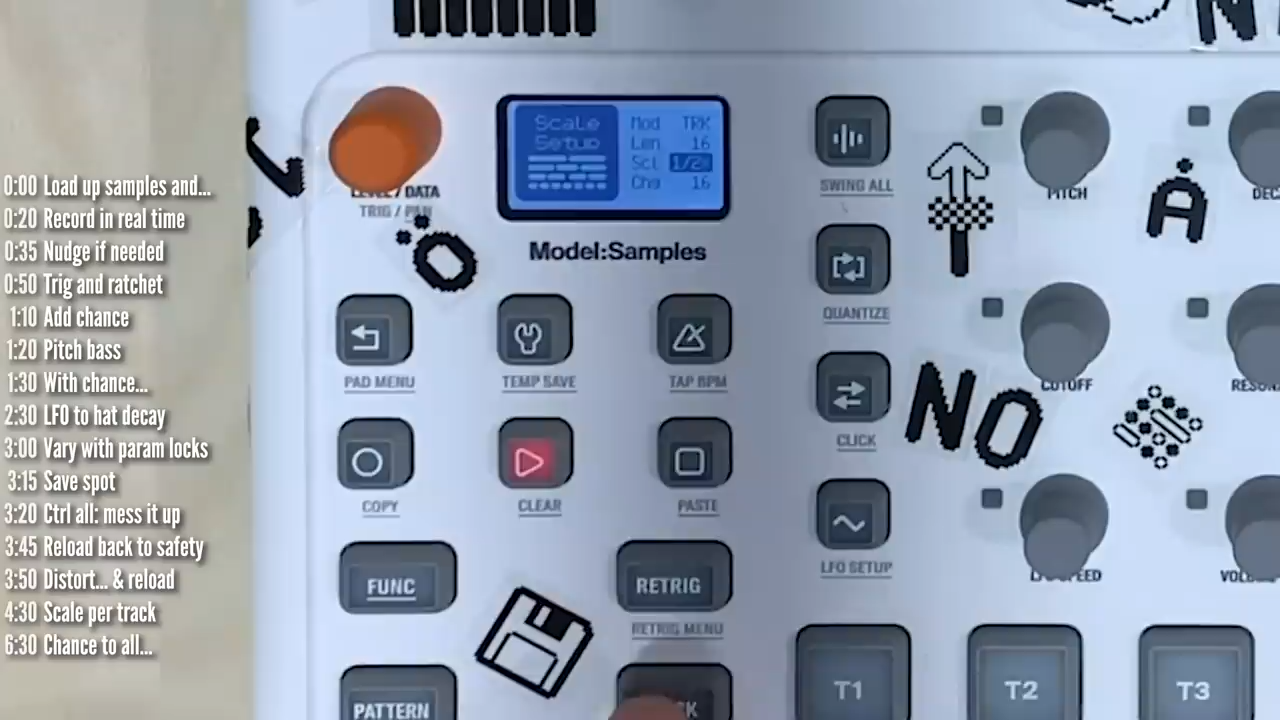 0:00 Load up samples and...
0:20 Record in real time
0:35 Nudge if needed
0:50 Trig and ratchet
1:10 Add chance
1:20 Pitch bass
1:30 With chance...
2:30 LFO to hat decay
3:00 Vary with param locks
3:15 Save spot
3:20 Ctrl all: mess it up
3:45 Reload back to safety
3:50 Distort... & reload
4:30 Scale per track
6:30 Chance to all...
Scale Mod TRK
Setup Len 16
Scl 1/2x
Chg 16
LEVEL / DATA
TRIG / PAN
Ö
Model:Samples
PAD MENU
TEMP SAVE
TAP BPM
COPY
CLEAR
PASTE
FUNC
RETRIG
RETRIG MENU
PATTERN
SWING ALL
QUANTIZE
CLICK
LFO SETUP
PITCH
CUTOFF
LFO SPEED
Å
NO
N
T1
T2
T3